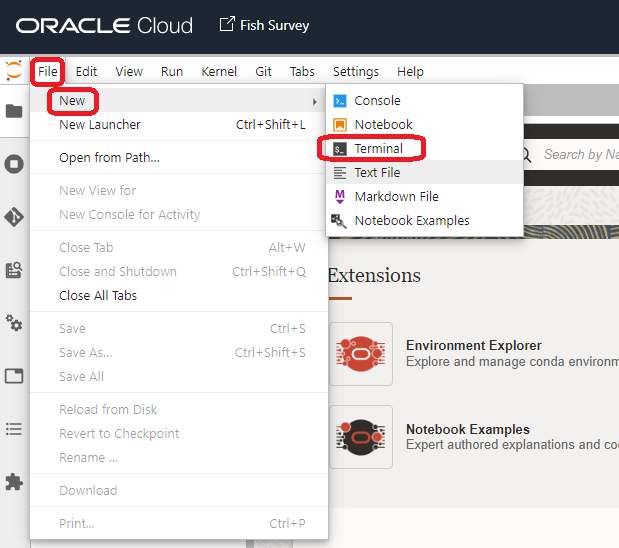 ORACLE Cloud Fish Survey
File Edit View Run Kernel Git Tabs Settings Help
New
New Launcher Ctrl+Shift+L
Open from Path...
New View for
New Console for Activity
Close Tab Alt+W
Close and Shutdown Ctrl+Shift+Q
Close All Tabs
Save Ctrl+S
Save As... Ctrl+Shift+S
Save All
Reload from Disk
Revert to Checkpoint
Rename ...
Download
Print... Ctrl+P
Console
Notebook
$_ Terminal
Text File
Markdown File
Notebook Examples
Search by Na
Extensions
Environment Explorer
Explore and manage conda environm
Notebook Examples
Expert authored explanations and co